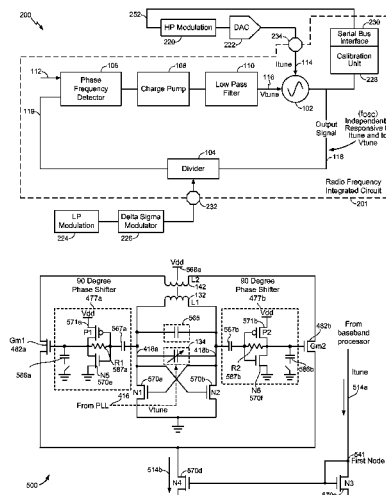 200
252
HP Modulation
220
DAC
222
234
Itune
114
230
Serial Bus
Interface
Calibration
Unit
228
112
106
Phase
Frequency
Detector
108
Charge Pump
110
Low Pass
Filter
116
Vtune
102
119
Output
Signal
(fosc)
Independent
Responsive t
Itune and to
Vtune
118
104
Divider
Radio Frequency
Integrated Circuit
201
232
LP
Modulation
224
Delta Sigma
Modulator
226
Vdd
568a
L2
142
132
L1
90 Degree
Phase Shifter
477a
90 Degree
Phase Shifter
477b
Vdd
571a
P1
567a
565
567b
Vdd
571b
P2
Gm1
482a
482b
Gm2
From
baseband
processor
R1
587a
418a
134
418b
R2
587b
586a
N5
570e
586b
N6
570f
416
From PLL
Vtune
N1
570a
570b
N2
Itune
514a
541
First Node
500
514b
570d
N4
N3